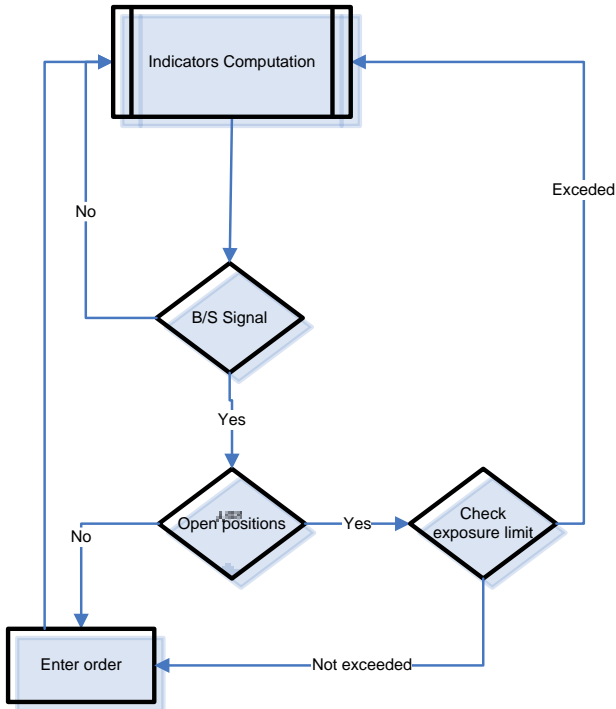 Indicators Computation
Exceded
No
B/S Signal
Yes
Open positions
Yes
Check
exposure limit
No
Enter order
Not exceeded